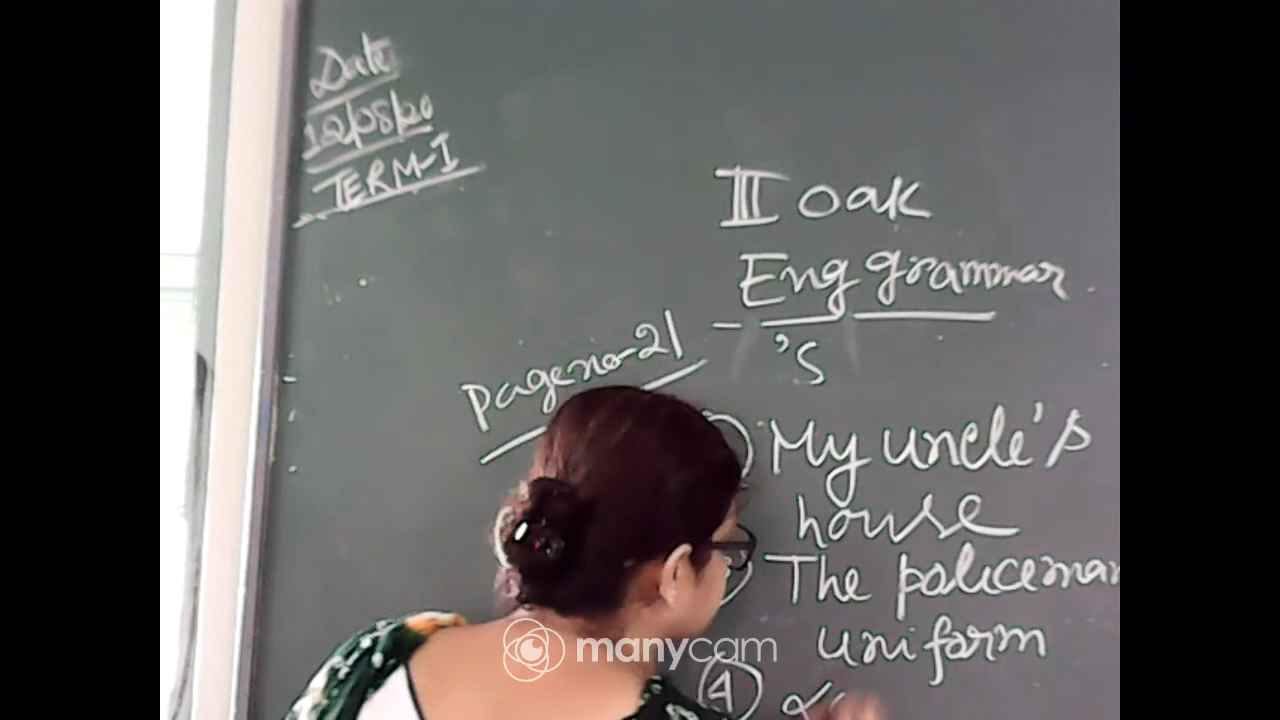 Date
12/08/20
TERM-I
III oak
Eng grammar
Page no-21
's
My uncle's
house
The policeman
uniform
4
manycam